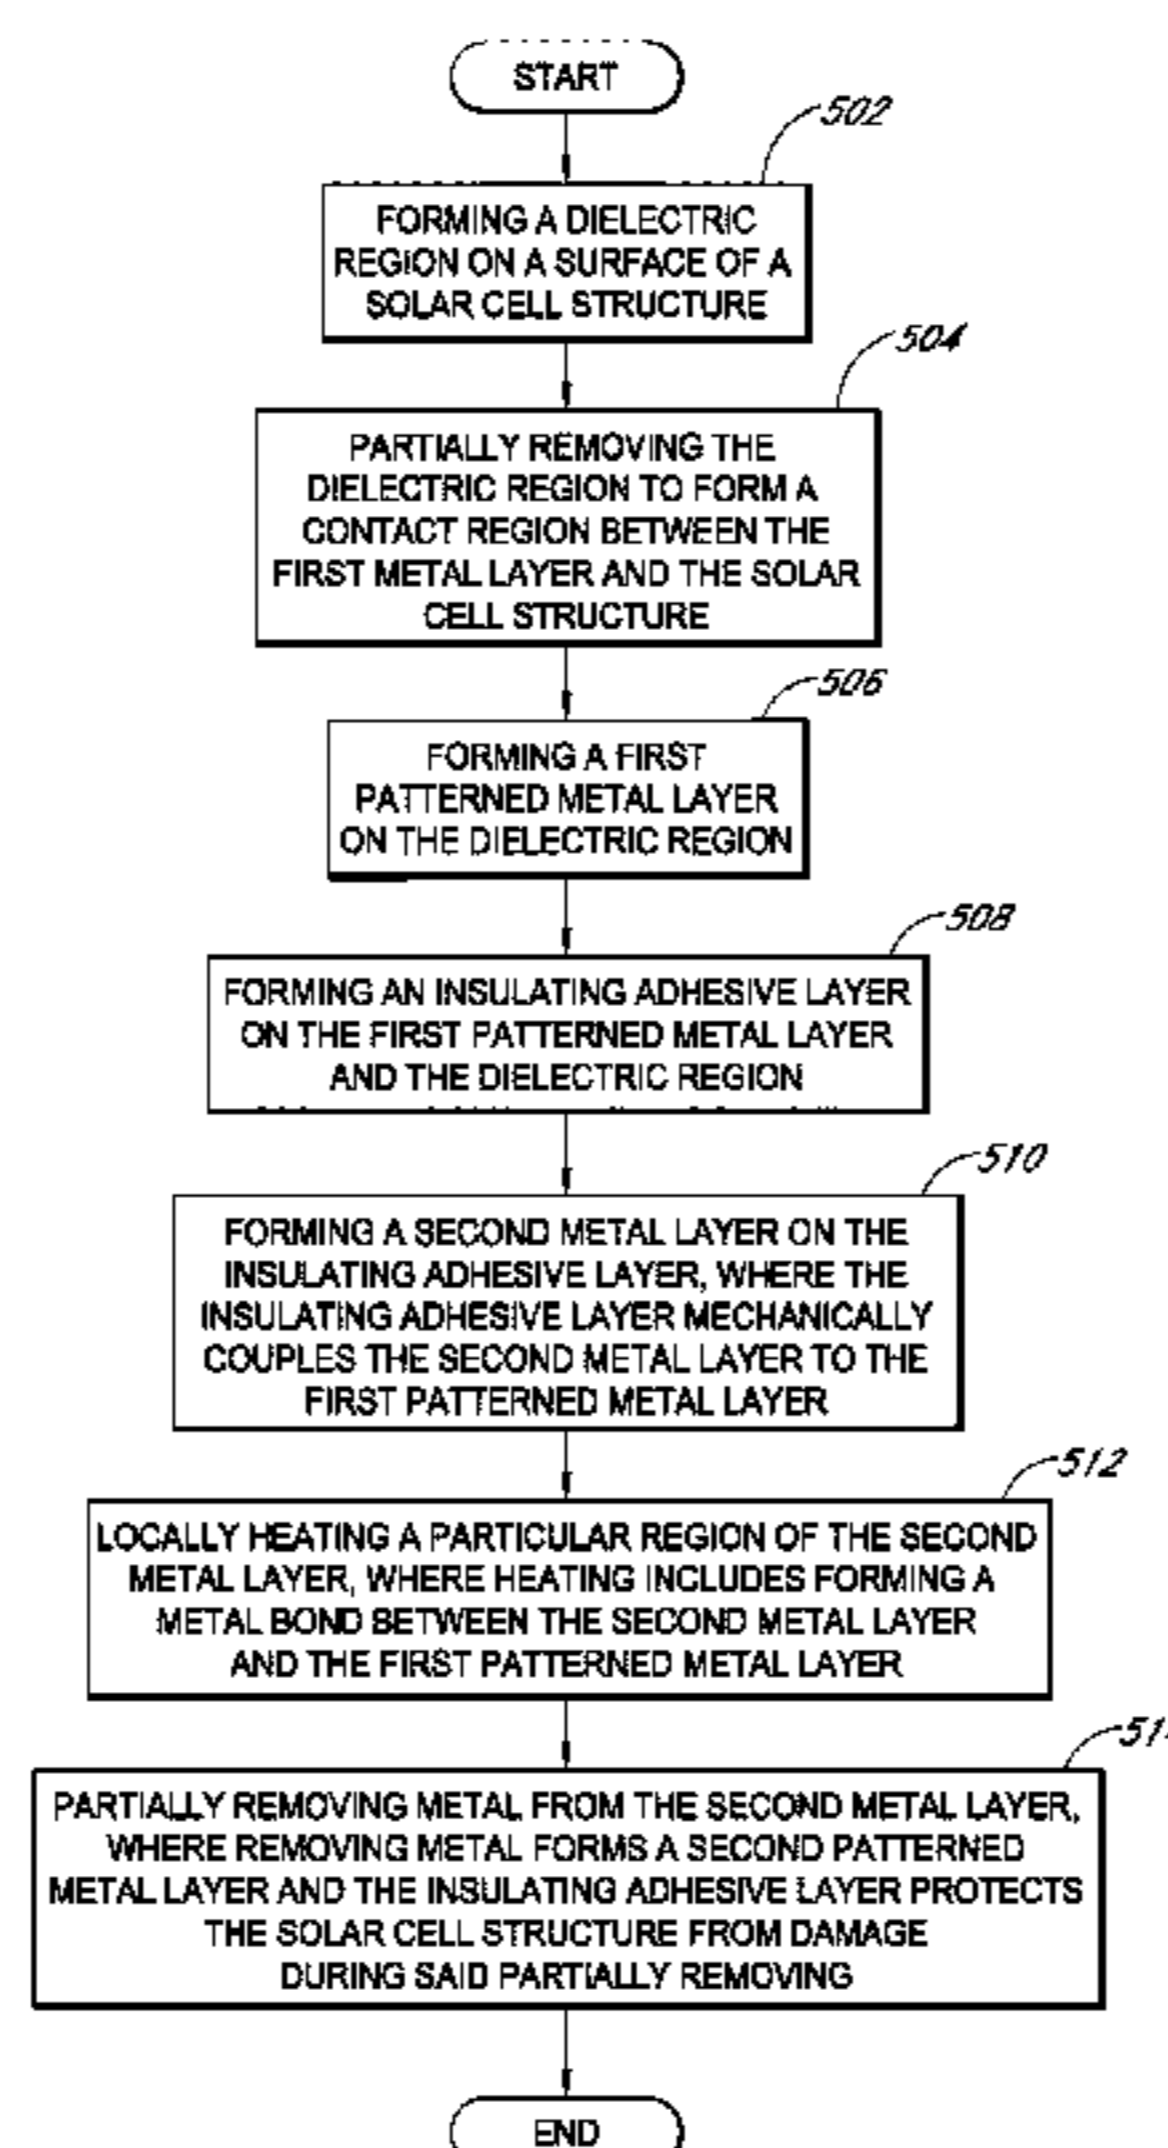 START
502
FORMING A DIELECTRIC
REGION ON A SURFACE OF A
SOLAR CELL STRUCTURE
504
PARTIALLY REMOVING THE
DIELECTRIC REGION TO FORM A
CONTACT REGION BETWEEN THE
FIRST METAL LAYER AND THE SOLAR
CELL STRUCTURE
506
FORMING A FIRST
PATTERNED METAL LAYER
ON THE DIELECTRIC REGION
508
FORMING AN INSULATING ADHESIVE LAYER
ON THE FIRST PATTERNED METAL LAYER
AND THE DIELECTRIC REGION
510
FORMING A SECOND METAL LAYER ON THE
INSULATING ADHESIVE LAYER, WHERE THE
INSULATING ADHESIVE LAYER MECHANICALLY
COUPLES THE SECOND METAL LAYER TO THE
FIRST PATTERNED METAL LAYER
512
LOCALLY HEATING A PARTICULAR REGION OF THE SECOND
METAL LAYER, WHERE HEATING INCLUDES FORMING A
METAL BOND BETWEEN THE SECOND METAL LAYER
AND THE FIRST PATTERNED METAL LAYER
PARTIALLY REMOVING METAL FROM THE SECOND METAL LAYER,
WHERE REMOVING METAL FORMS A SECOND PATTERNED
METAL LAYER AND THE INSULATING ADHESIVE LAYER PROTECTS
THE SOLAR CELL STRUCTURE FROM DAMAGE
DURING SAID PARTIALLY REMOVING
END